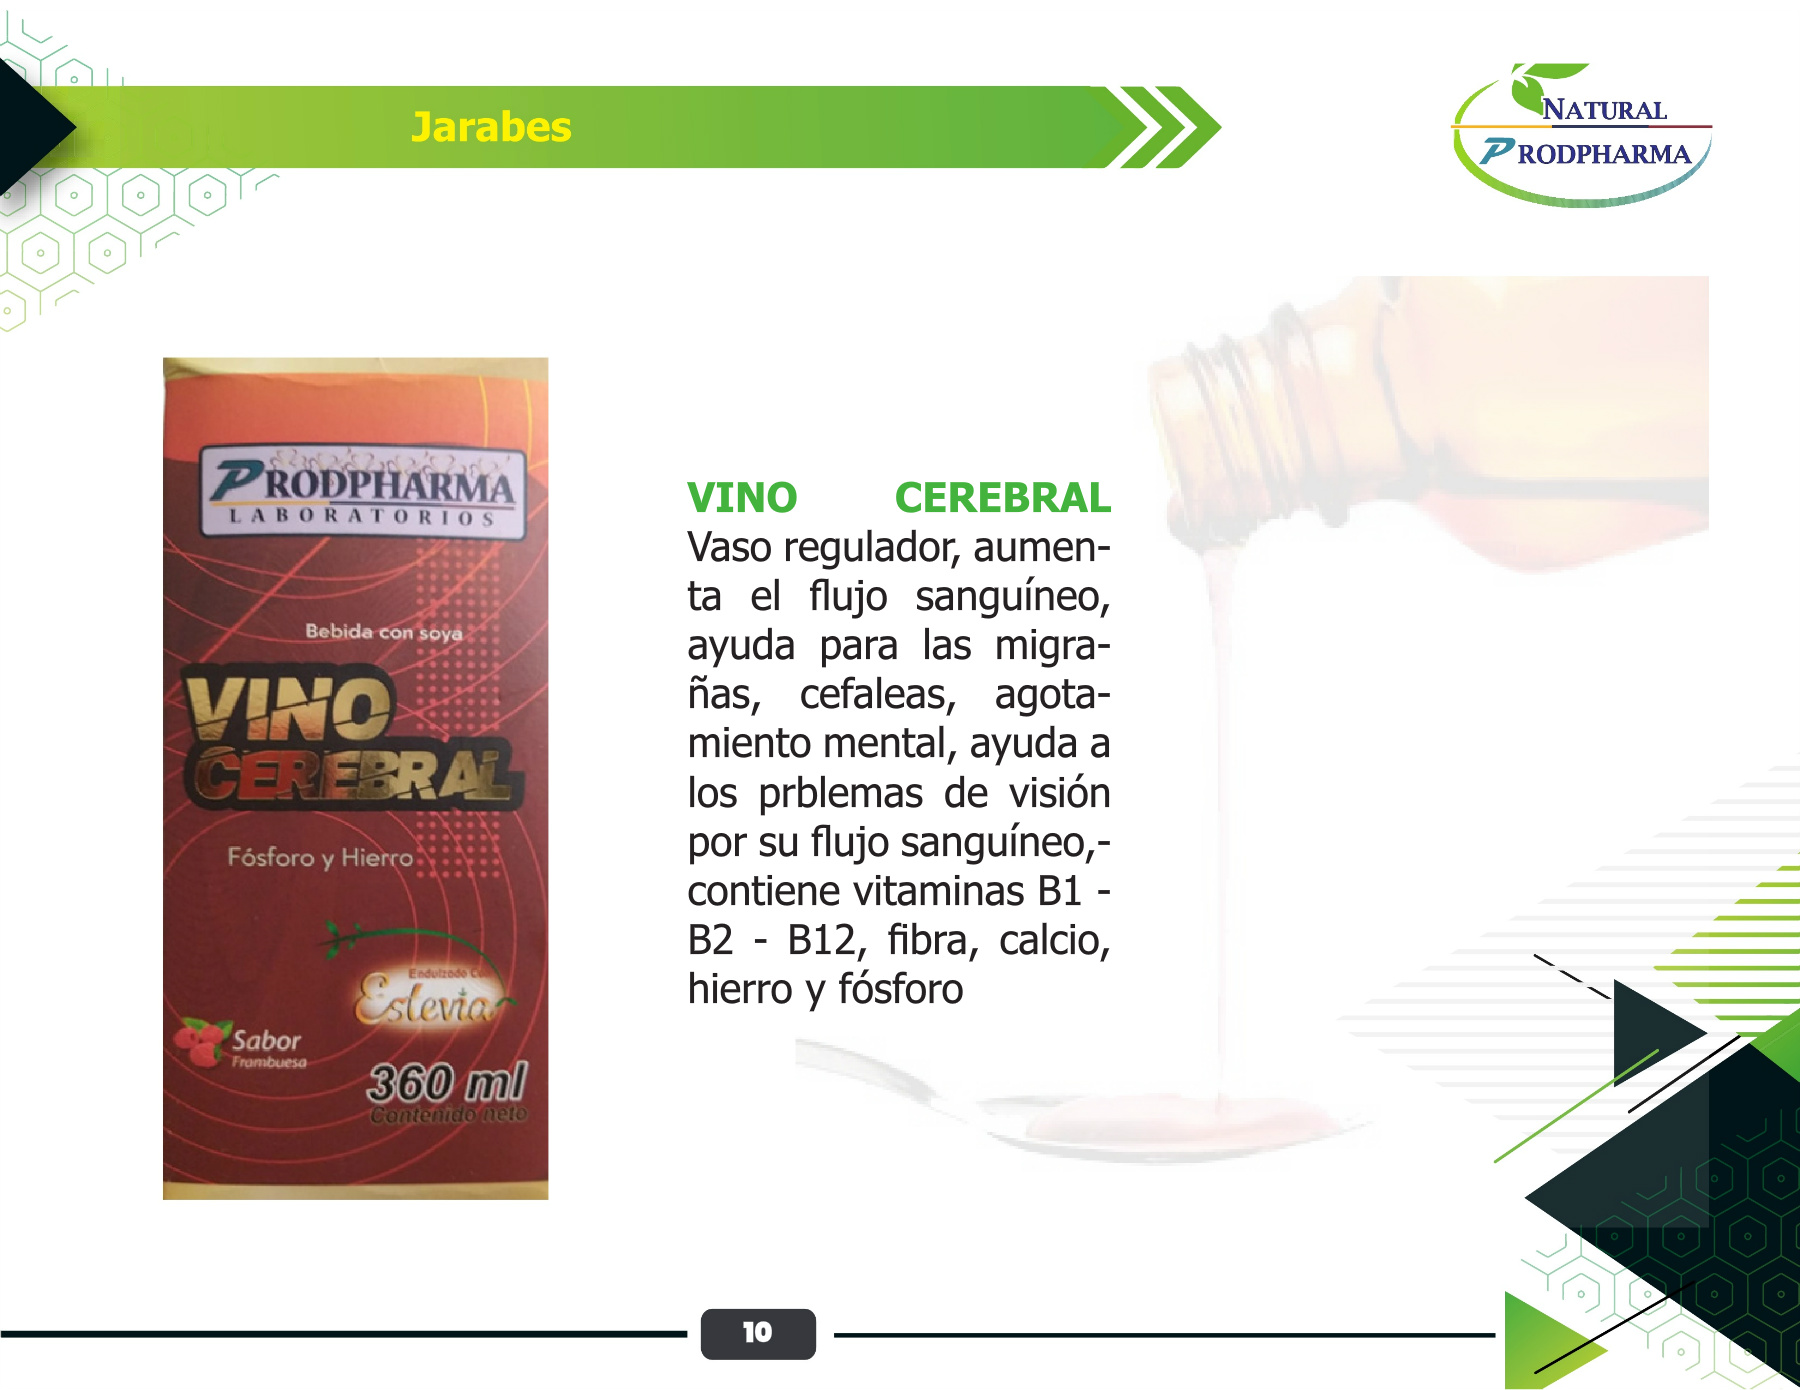 Jarabes
NATURAL
PRODPHARMA
PRODPHARMA
LABORATORIOS
Bebida con soya
VINO
CEREBRAL
Fósforo y Hierro
Endulzado Co
Estevia
Sabor
Frambuesa
360 ml
Contenido neto
VINO CEREBRAL
Vaso regulador, aumen-
ta el flujo sanguíneo,
ayuda para las migra-
ñas, cefaleas, agota-
miento mental, ayuda a
los prblemas de visión
por su flujo sanguíneo,-
contiene vitaminas B1 -
B2 - B12, fibra, calcio,
hierro y fósforo
10